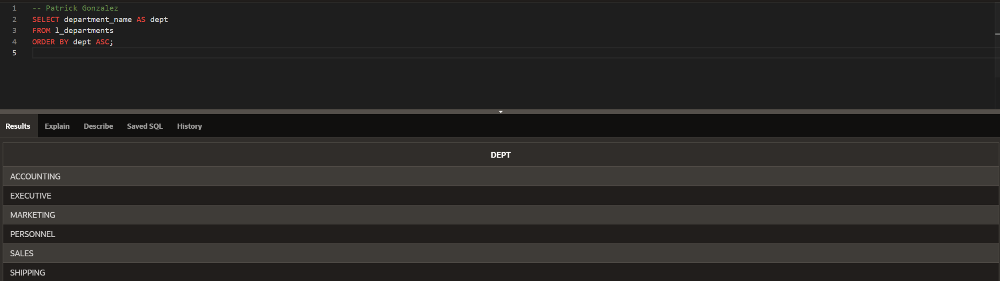 1 -- Patrick Gonzalez
2 SELECT department_name AS dept
3 FROM l_departments
4 ORDER BY dept ASC;
5
Results Explain Describe Saved SQL History
DEPT
ACCOUNTING
EXECUTIVE
MARKETING
PERSONNEL
SALES
SHIPPING